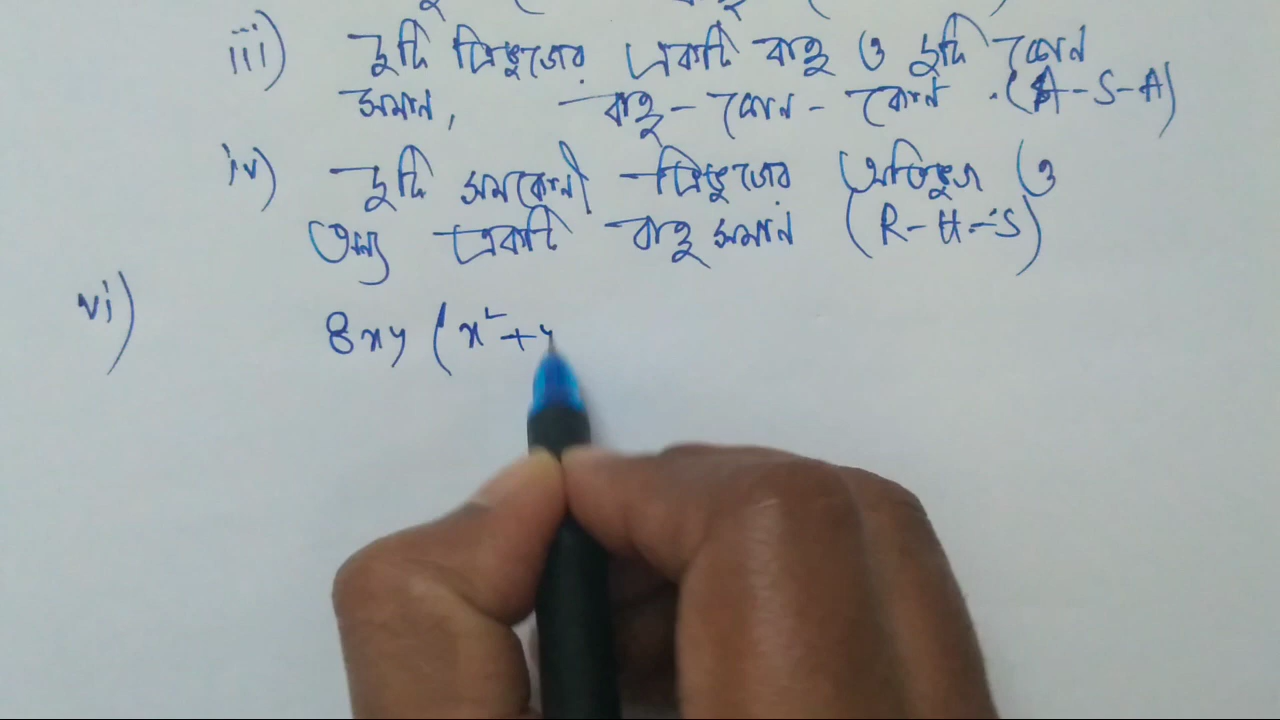 iii) দুটি ত্রিভুজের একটি বাহু ও দুটি কোন
সমান, বাহু - কোন - কোন . (A-S-A)
iv) দুটি সমকোনী ত্রিভুজের অতিভুজ ও
অন্য একটি বাহু সমান (R-H-S)
vi) 8xy (x²+y